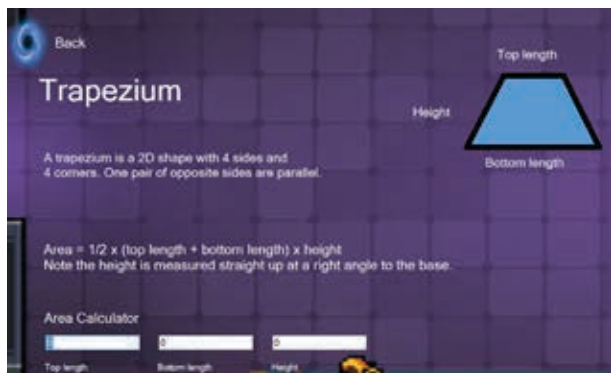 Back
Top length
Trapezium
Height
A trapezium is a 2D shape with 4 sides and
4 corners. One pair of opposite sides are parallel.
Bottom length
Area = 1/2 x (top length + bottom length) x height
Note the height is measured straight up at a right angle to the base.
Area Calculator
0 0
Top length Bottom length Height